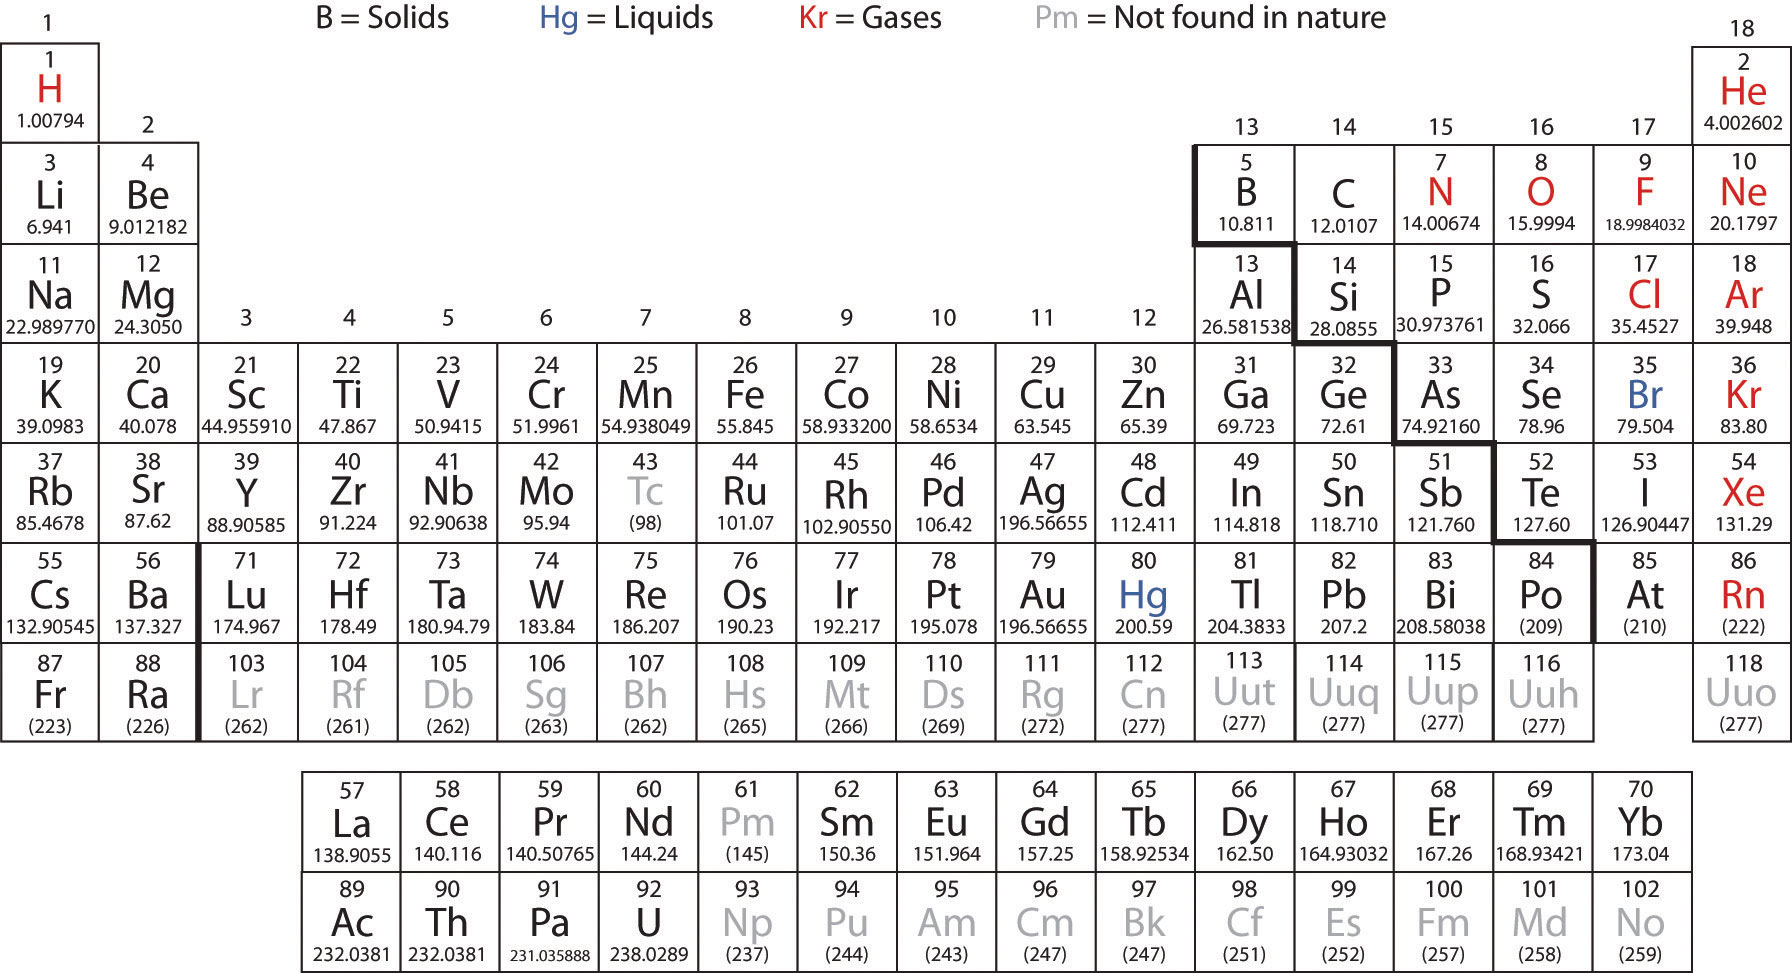 B = Solids Hg = Liquids Kr = Gases Pm = Not found in nature
1 18
1 2
H He
1.00794 4.002602
2 13 14 15 16 17
3 4 5 7 8 9 10
Li Be B C N O F Ne
6.941 9.012182 10.811 12.0107 14.00674 15.9994 18.9984032 20.1797
11 12 13 14 15 16 17 18
Na Mg Al Si P S Cl Ar
22.989770 24.3050 26.581538 28.0855 30.973761 32.066 35.4527 39.948
3 4 5 6 7 8 9 10 11 12
19 20 21 22 23 24 25 26 27 28 29 30 31 32 33 34 35 36
K Ca Sc Ti V Cr Mn Fe Co Ni Cu Zn Ga Ge As Se Br Kr
39.0983 40.078 44.955910 47.867 50.9415 51.9961 54.938049 55.845 58.933200 58.6534 63.545 65.39 69.723 72.61 74.92160 78.96 79.504 83.80
37 38 39 40 41 42 43 44 45 46 47 48 49 50 51 52 53 54
Rb Sr Y Zr Nb Mo Tc Ru Rh Pd Ag Cd In Sn Sb Te I Xe
85.4678 87.62 88.90585 91.224 92.90638 95.94 (98) 101.07 102.90550 106.42 196.56655 112.411 114.818 118.710 121.760 127.60 126.90447 131.29
55 56 71 72 73 74 75 76 77 78 79 80 81 82 83 84 85 86
Cs Ba Lu Hf Ta W Re Os Ir Pt Au Hg Tl Pb Bi Po At Rn
132.90545 137.327 174.967 178.49 180.94.79 183.84 186.207 190.23 192.217 195.078 196.56655 200.59 204.3833 207.2 208.58038 (209) (210) (222)
87 88 103 104 105 106 107 108 109 110 111 112 113 114 115 116 118
Fr Ra Lr Rf Db Sg Bh Hs Mt Ds Rg Cn Uut Uuq Uup Uuh Uuo
(223) (226) (262) (261) (262) (263) (262) (265) (266) (269) (272) (277) (277) (277) (277) (277) (277)
57 58 59 60 61 62 63 64 65 66 67 68 69 70
La Ce Pr Nd Pm Sm Eu Gd Tb Dy Ho Er Tm Yb
138.9055 140.116 140.50765 144.24 (145) 150.36 151.964 157.25 158.92534 162.50 164.93032 167.26 168.93421 173.04
89 90 91 92 93 94 95 96 97 98 99 100 101 102
Ac Th Pa U Np Pu Am Cm Bk Cf Es Fm Md No
232.0381 232.0381 231.035888 238.0289 (237) (244) (243) (247) (247) (251) (252) (257) (258) (259)